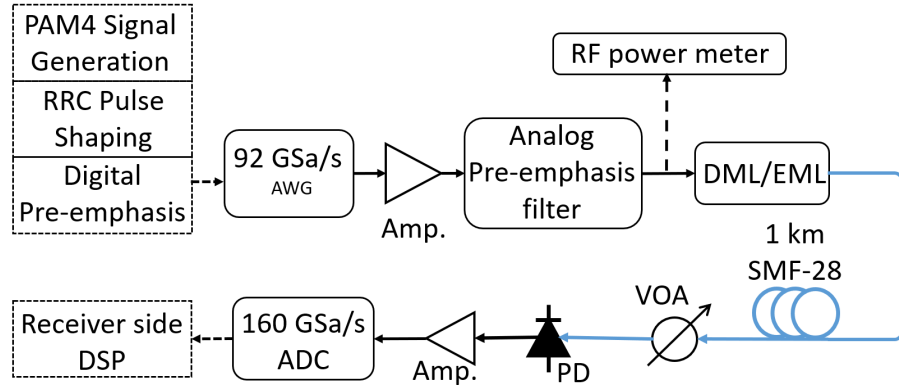 PAM4 Signal
Generation
RRC Pulse
Shaping
Digital
Pre-emphasis
92 GSa/s
AWG
Amp.
Analog
Pre-emphasis
filter
RF power meter
DML/EML
1 km
SMF-28
VOA
PD
Amp.
160 GSa/s
ADC
Receiver side
DSP